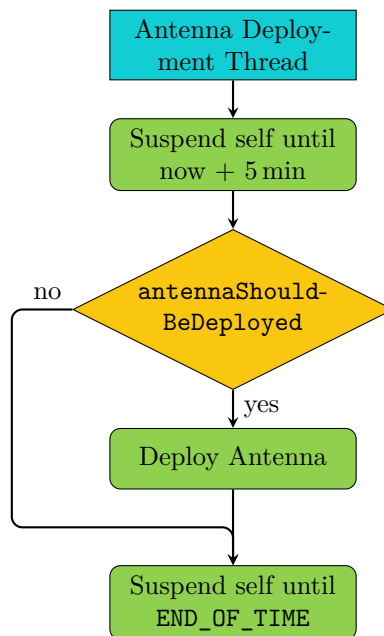 Antenna Deploy-
ment Thread
Suspend self until
now + 5 min
antennaShould-
BeDeployed
no
yes
Deploy Antenna
Suspend self until
END_OF_TIME